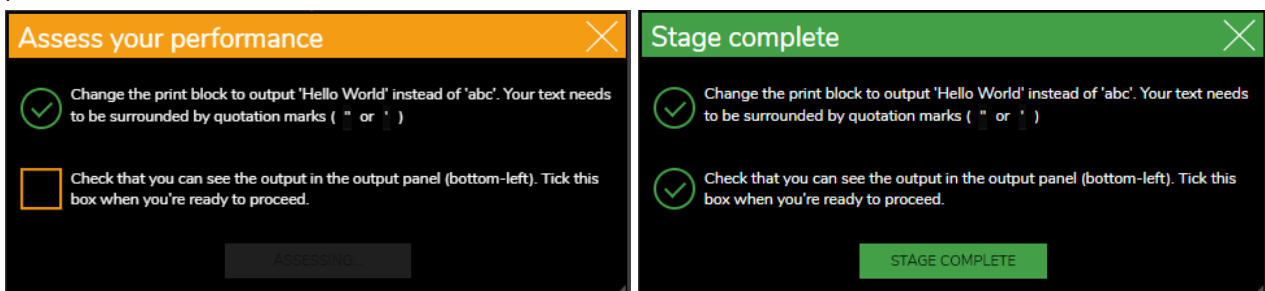 Assess your performance
Change the print block to output 'Hello World' instead of 'abc'. Your text needs
to be surrounded by quotation marks ( " or ' )
Check that you can see the output in the output panel (bottom-left). Tick this
box when you're ready to proceed.
ASSESSING...
Stage complete
Change the print block to output 'Hello World' instead of 'abc'. Your text needs
to be surrounded by quotation marks ( " or ' )
Check that you can see the output in the output panel (bottom-left). Tick this
box when you're ready to proceed.
STAGE COMPLETE